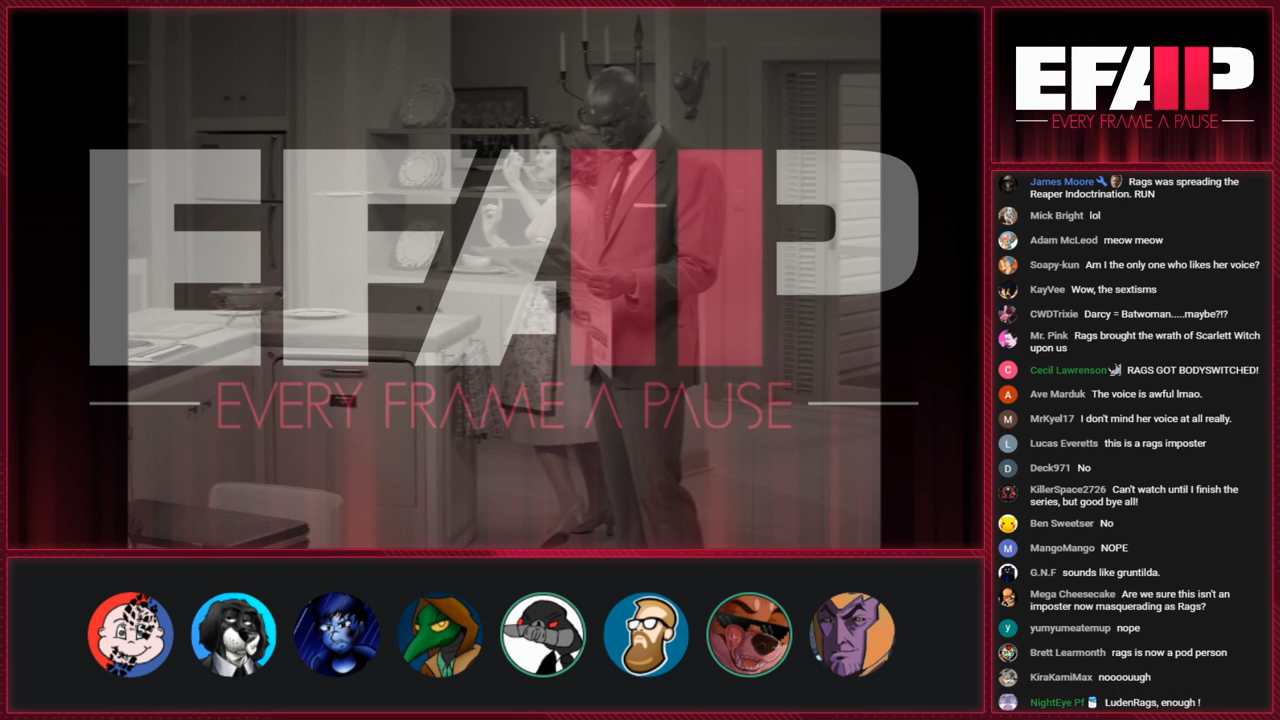 EFAP
EVERY FRAME A PAUSE
EFAP
EVERY FRAME A PAUSE
James Moore Rags was spreading the
Reaper Indoctrination. RUN
Mick Bright lol
Adam McLeod meow meow
Soapy-kun Am I the only one who likes her voice?
KayVee Wow, the sextisms
CWDTrixie Darcy = Batwoman.....maybe?!?
Mr. Pink Rags brought the wrath of Scarlett Witch
upon us
C
Cecil Lawrenson RAGS GOT BODYSWITCHED!
A
Ave Marduk The voice is awful lmao.
M
MrKyel17 I don't mind her voice at all really.
L
Lucas Everetts this is a rags imposter
D
Deck971 No
KillerSpace2726 Can't watch until I finish the
series, but good bye all!
Ben Sweetser No
M
MangoMango NOPE
G.N.F sounds like gruntilda.
Mega Cheesecake Are we sure this isn't an
imposter now masquerading as Rags?
y
yumyumeatemup nope
Brett Learmonth rags is now a pod person
KiraKamiMax noooouugh
NightEye Pf LudenRags, enough !